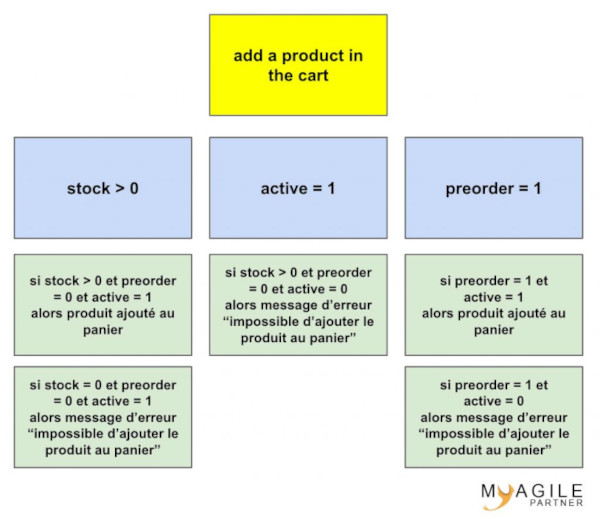 add a product in
the cart
stock > 0
active = 1
preorder = 1
si stock > 0 et preorder
= 0 et active = 1
alors produit ajouté au
panier
si stock > 0 et preorder
= 0 et active = 0
alors message d'erreur
“impossible d'ajouter le
produit au panier”
si preorder = 1 et
active = 1
alors produit ajouté au
panier
si stock = 0 et preorder
= 0 et active = 1
alors message d'erreur
“impossible d'ajouter le
produit au panier”
si preorder = 1 et
active = 0
alors message d'erreur
“impossible d'ajouter le
produit au panier”
MyAGILE
PARTNER